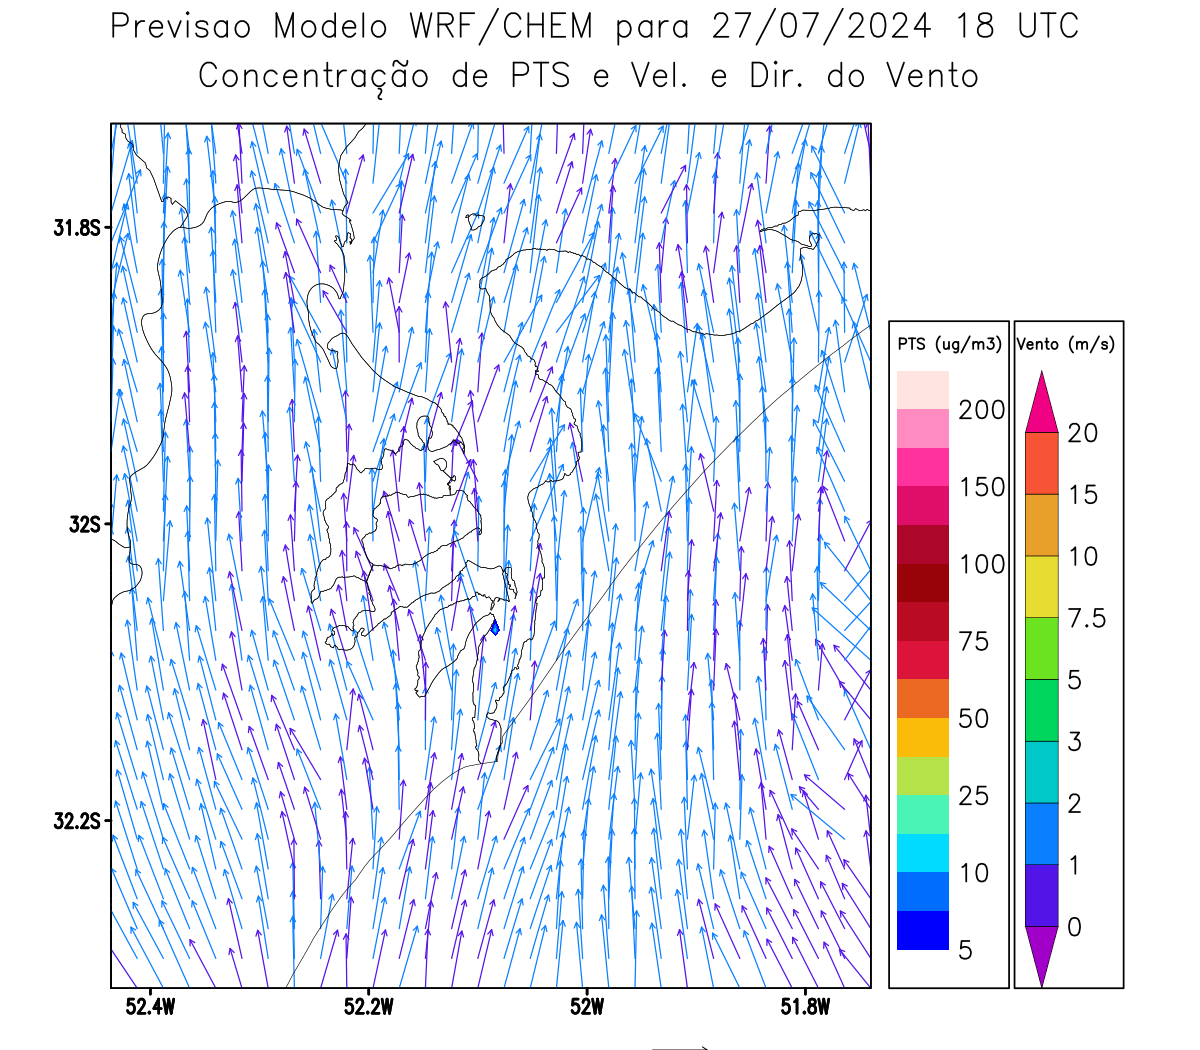 Previsao Modelo WRF/CHEM para 27/07/2024 18 UTC
Concentração de PTS e Vel. e Dir. do Vento
31.8S
32S
32.2S
52.4W 52.2W 52W 51.8W
PTS (ug/m3)
200
150
100
75
50
25
10
5
Vento (m/s)
20
15
10
7.5
5
3
2
1
0